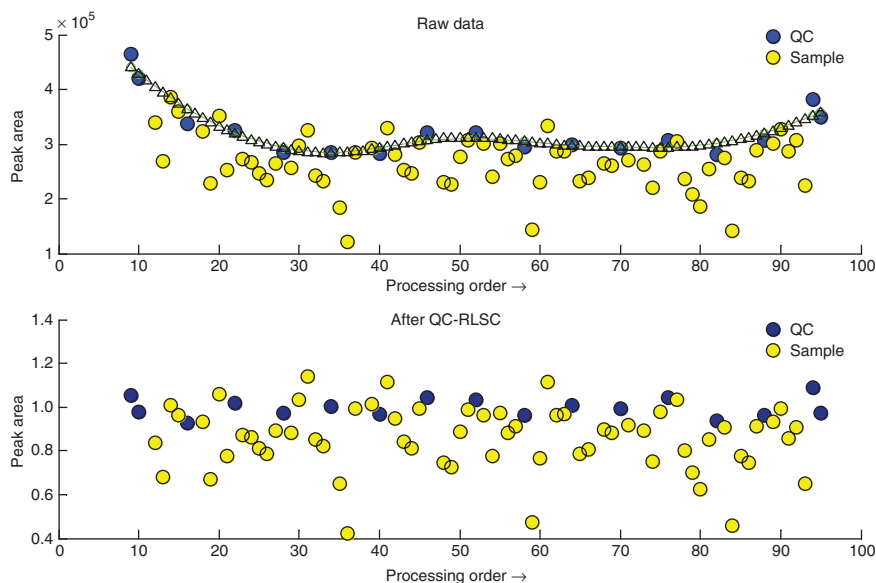 × 10⁵
Raw data
5
4
3
2
1
Peak area
QC
Sample
0 10 20 30 40 50 60 70 80 90 100
Processing order →
After QC-RLSC
1.4
1.2
1.0
0.8
0.6
0.4
Peak area
QC
Sample
0 10 20 30 40 50 60 70 80 90 100
Processing order →